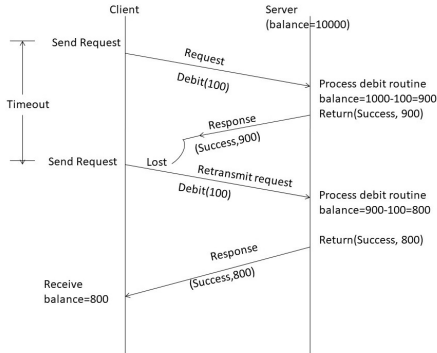 Client
Server
(balance=10000)
Send Request
Request
Debit(100)
Timeout
Process debit routine
balance=1000-100=900
Return(Success, 900)
Response
(Success,900)
Lost
Send Request
Retransmit request
Debit(100)
Process debit routine
balance=900-100=800
Return(Success, 800)
Response
(Success,800)
Receive
balance=800